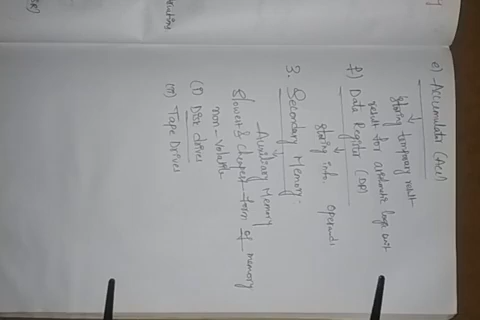 e) Accumulator (Acc)
storing temporary result
result for arithmetic logic unit
f) Data Register (DR)
storing info. operands
3. Secondary Memory.
- Auxiliary Memory
Slowest & cheapest form of memory
non-volatile
(I) Disk drives
(II) Tape Drives